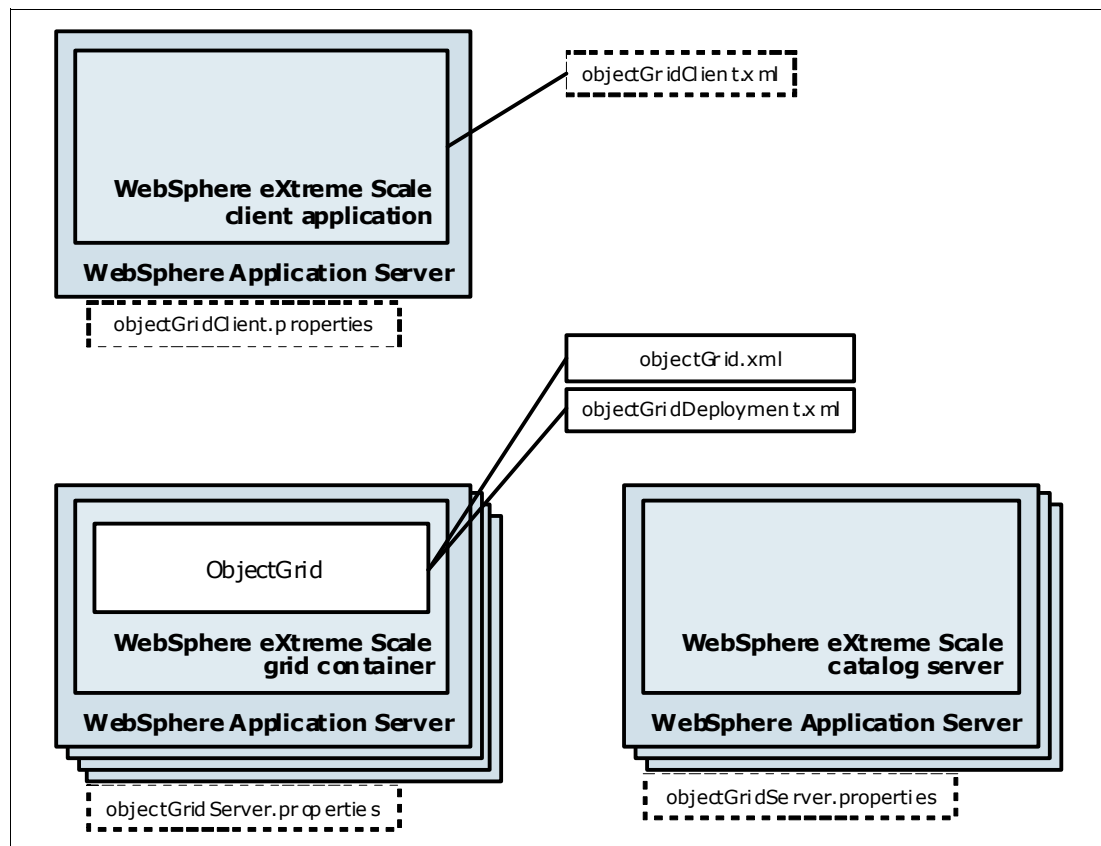 objectGridClient.xml
WebSphere eXtreme Scale
client application
WebSphere Application Server
objectGridClient.properties
objectGrid.xml
objectGridDeployment.xml
ObjectGrid
WebSphere eXtreme Scale
grid container
WebSphere Application Server
objectGridServer.properties
WebSphere eXtreme Scale
catalog server
WebSphere Application Server
objectGridServer.properties